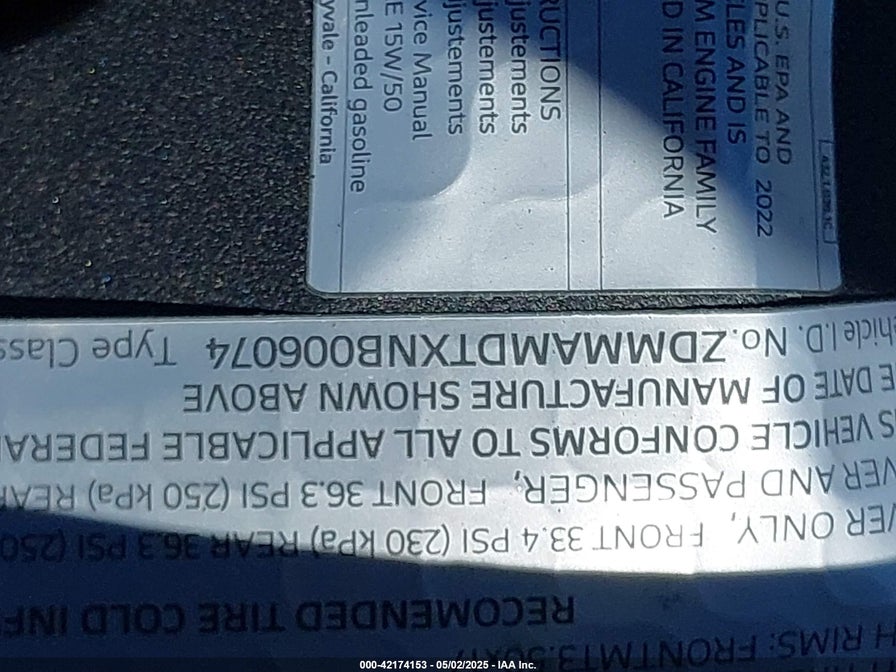 U.S. EPA AND
PPLICABLE TO 2022
CLES AND IS
M ENGINE FAMILY
D IN CALIFORNIA
RUCTIONS
justements
justements
justements
vice Manual
E 15W/50
nleaded gasoline
yvale - California
H RIMS: FRONTMT3.50X17
RECOMENDED TIRE COLD INF
VER ONLY, FRONT 33.4 PSI (230 kPa) REAR 36.3 PSI (250
VER AND PASSENGER, FRONT 36.3 PSI (250 kPa) REAR
S VEHICLE CONFORMS TO ALL APPLICABLE FEDERA
E DATE OF MANUFACTURE SHOWN ABOVE
hicle I.D. No. ZDMMAMDTXNB006074 Type Class
000-42174153 - 05/02/2025 - IAA Inc.